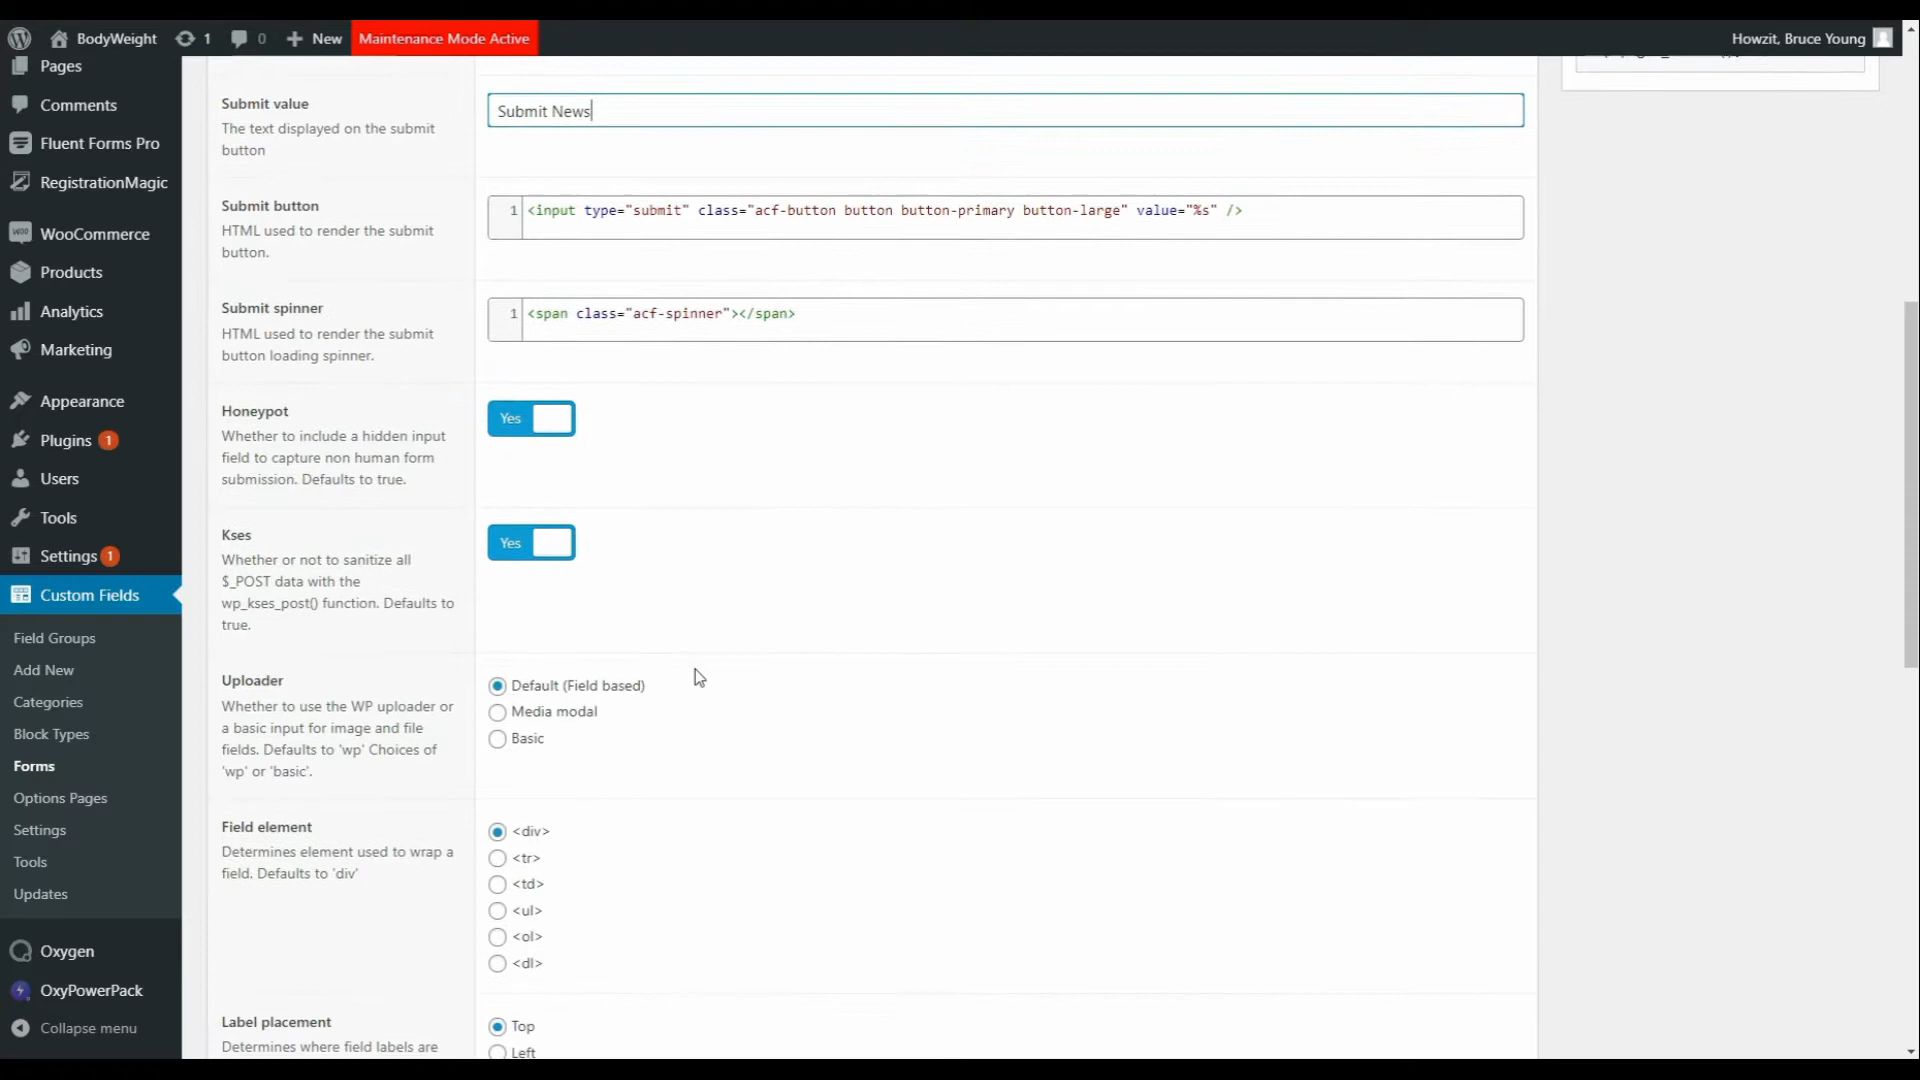 BodyWeight
1
0
New
Maintenance Mode Active
Howzit, Bruce Young
Pages
Comments
Fluent Forms Pro
RegistrationMagic
WooCommerce
Products
Analytics
Marketing
Appearance
Plugins 1
Users
Tools
Settings 1
Custom Fields
Field Groups
Add New
Categories
Block Types
Forms
Options Pages
Settings
Tools
Updates
Oxygen
OxyPowerPack
Collapse menu
Submit value
The text displayed on the submit
button
Submit News
Submit button
HTML used to render the submit
button.
1 <input type="submit" class="acf-button button button-primary button-large" value="%s" />
Submit spinner
HTML used to render the submit
button loading spinner.
1 <span class="acf-spinner"></span>
Honeypot
Whether to include a hidden input
field to capture non human form
submission. Defaults to true.
Yes
Kses
Whether or not to sanitize all
$_POST data with the
wp_kses_post() function. Defaults to
true.
Yes
Uploader
Whether to use the WP uploader or
a basic input for image and file
fields. Defaults to 'wp' Choices of
'wp' or 'basic'.
Default (Field based)
Media modal
Basic
Field element
Determines element used to wrap a
field. Defaults to 'div'
<div>
<tr>
<td>
<ul>
<ol>
<dl>
Label placement
Determines where field labels are
Top
Left